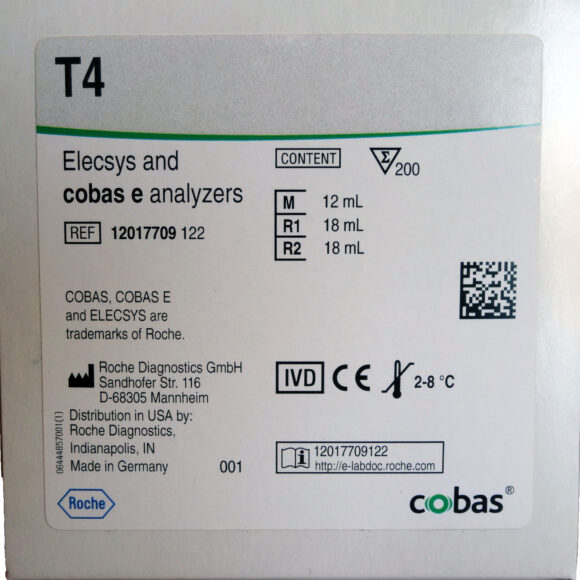 T4
Elecsys and
cobas e analyzers
REF 12017709 122
CONTENT Σ 200
M 12 mL
R1 18 mL
R2 18 mL
COBAS, COBAS E
and ELECSYS are
trademarks of Roche.
Roche Diagnostics GmbH
Sandhofer Str. 116
D-68305 Mannheim
Distribution in USA by:
Roche Diagnostics,
Indianapolis, IN
Made in Germany 001
06444857001(1)
IVD CE 2-8 °C
i 12017709122
http://e-labdoc.roche.com
Roche
cobas®